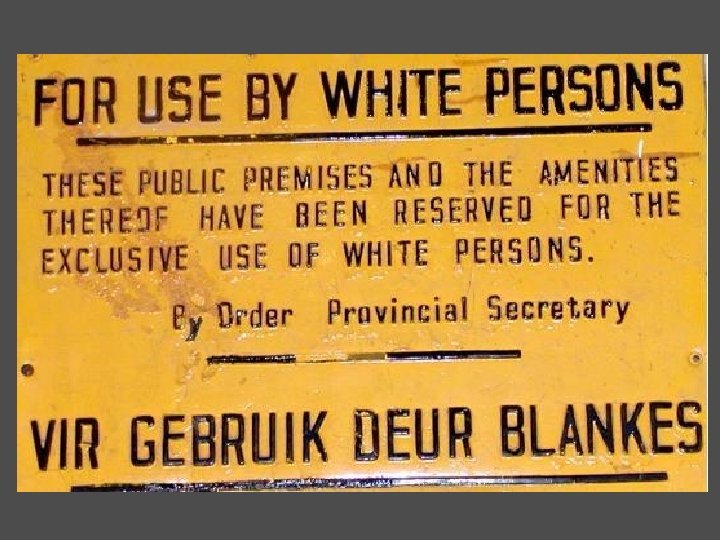 FOR USE BY WHITE PERSONS
THESE PUBLIC PREMISES AND THE AMENITIES
THEREOF HAVE BEEN RESERVED FOR THE
EXCLUSIVE USE OF WHITE PERSONS.
By Order Provincial Secretary
VIR GEBRUIK DEUR BLANKES